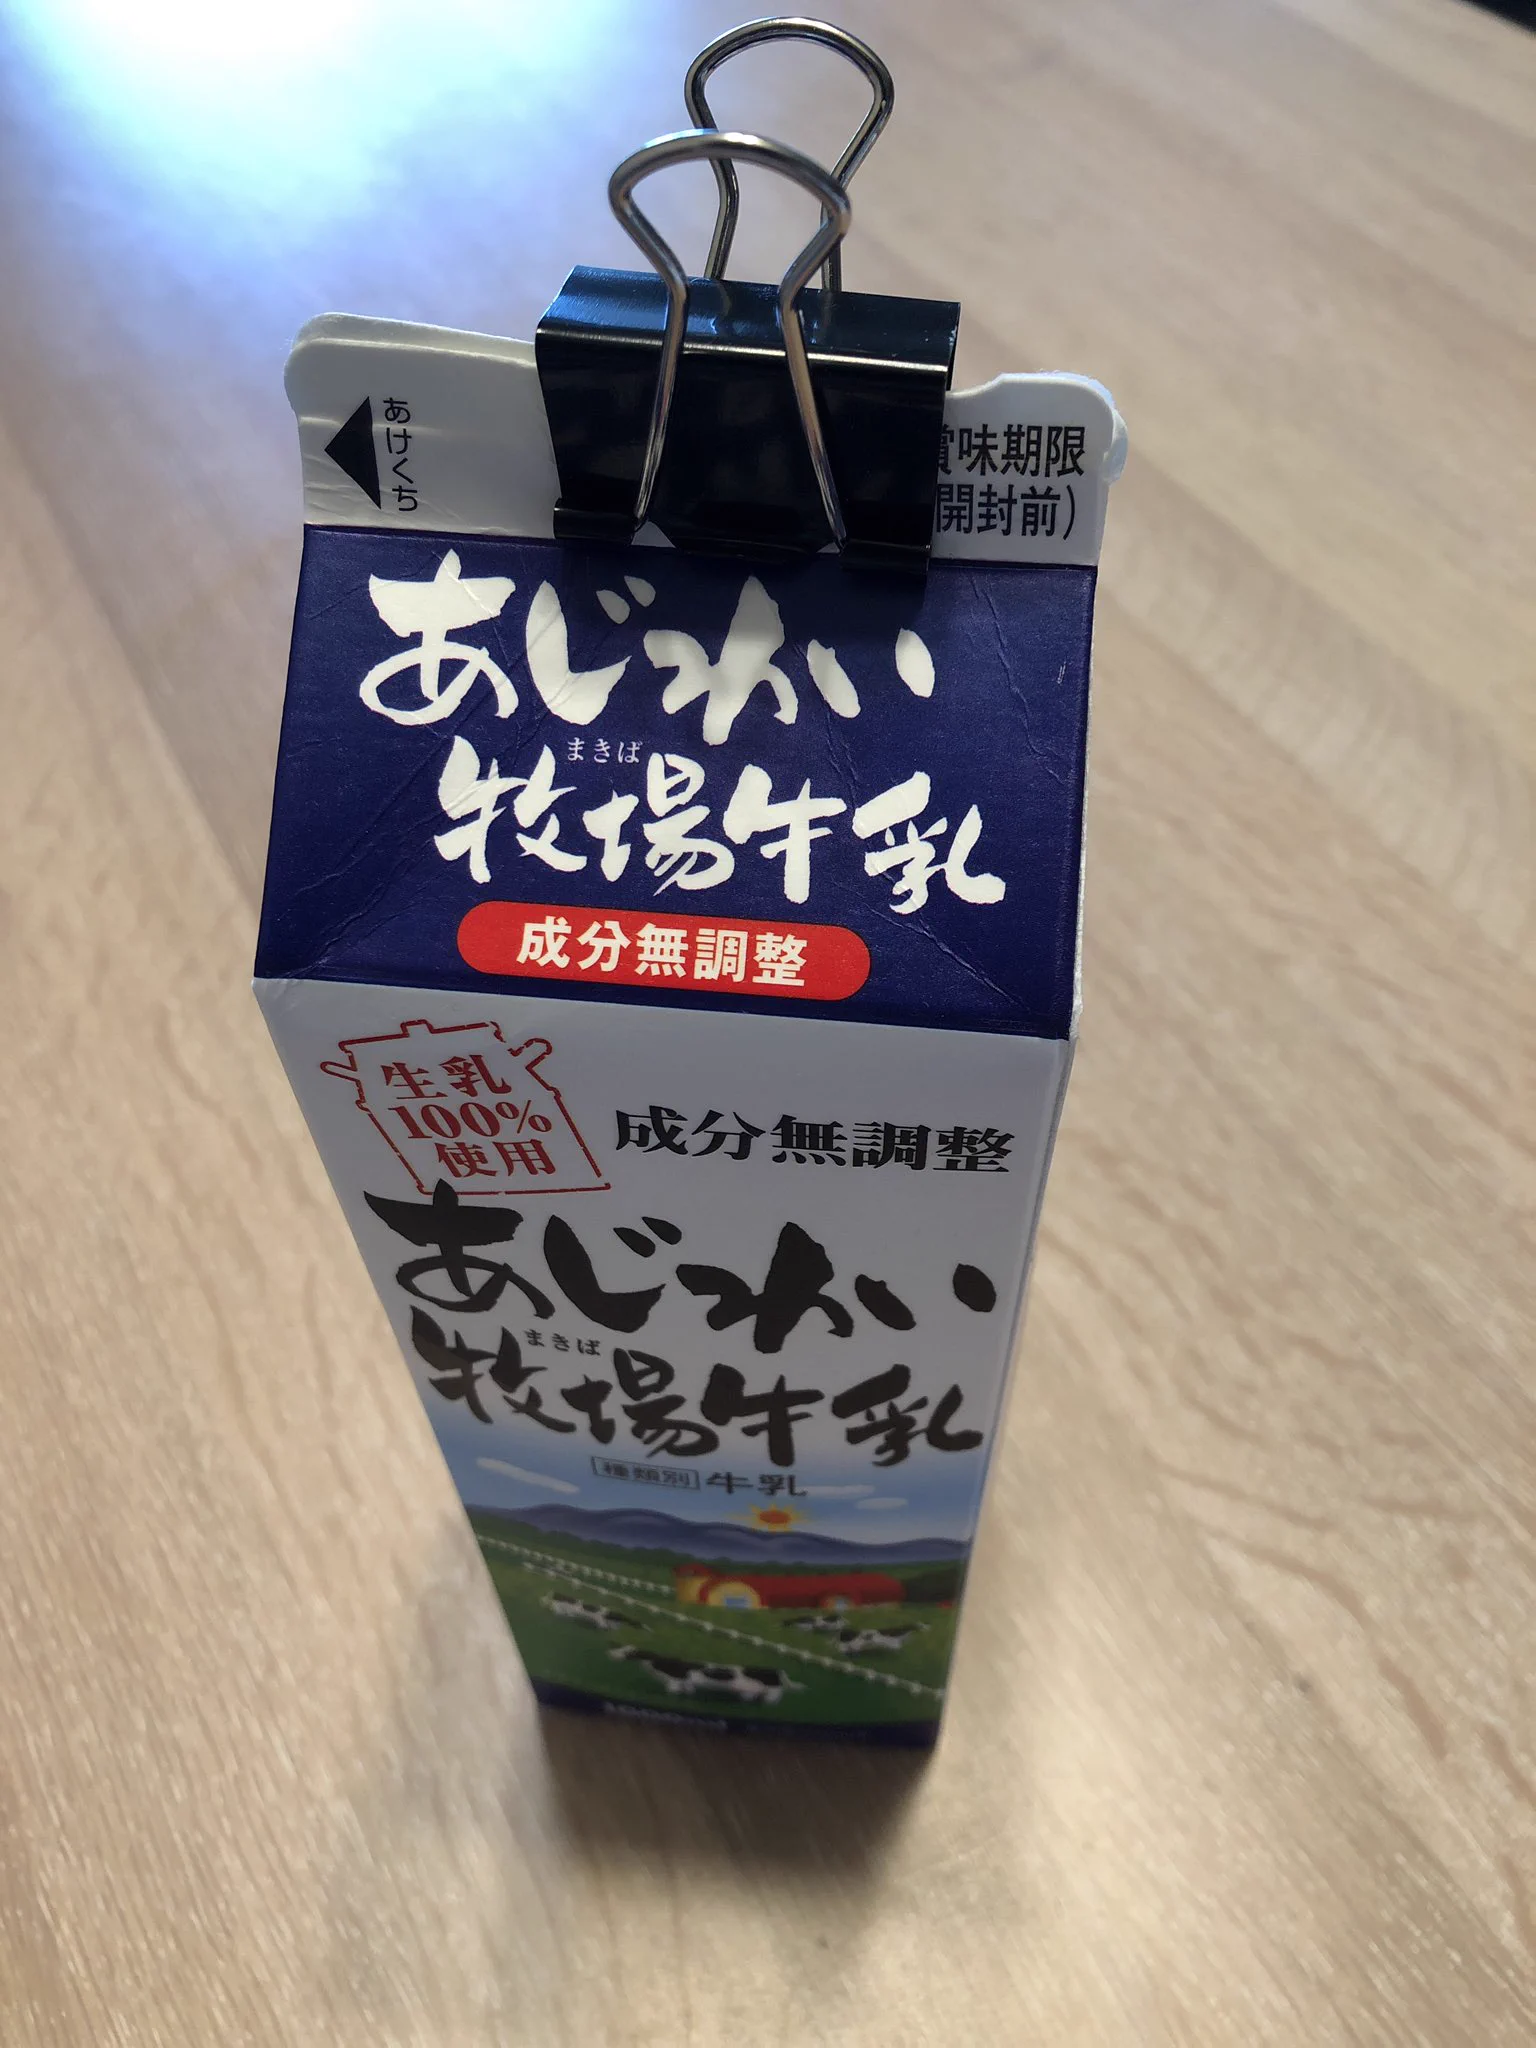 あけくち
賞味期限
開封前)
あじわい
まきば
牧場牛乳
成分無調整
生乳
100%
使用
成分無調整
あじわい
まきば
牧場牛乳
種類別 牛乳
1000ml